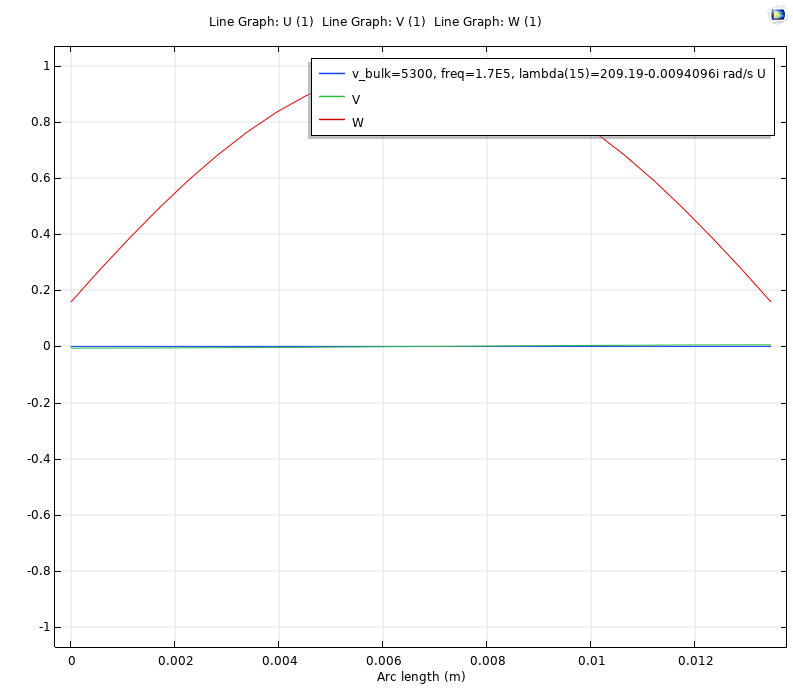 Line Graph: U (1) Line Graph: V (1) Line Graph: W (1)
v_bulk=5300, freq=1.7E5, lambda(15)=209.19-0.0094096i rad/s U
V
W
1
0.8
0.6
0.4
0.2
0
-0.2
-0.4
-0.6
-0.8
-1
0 0.002 0.004 0.006 0.008 0.01 0.012
Arc length (m)